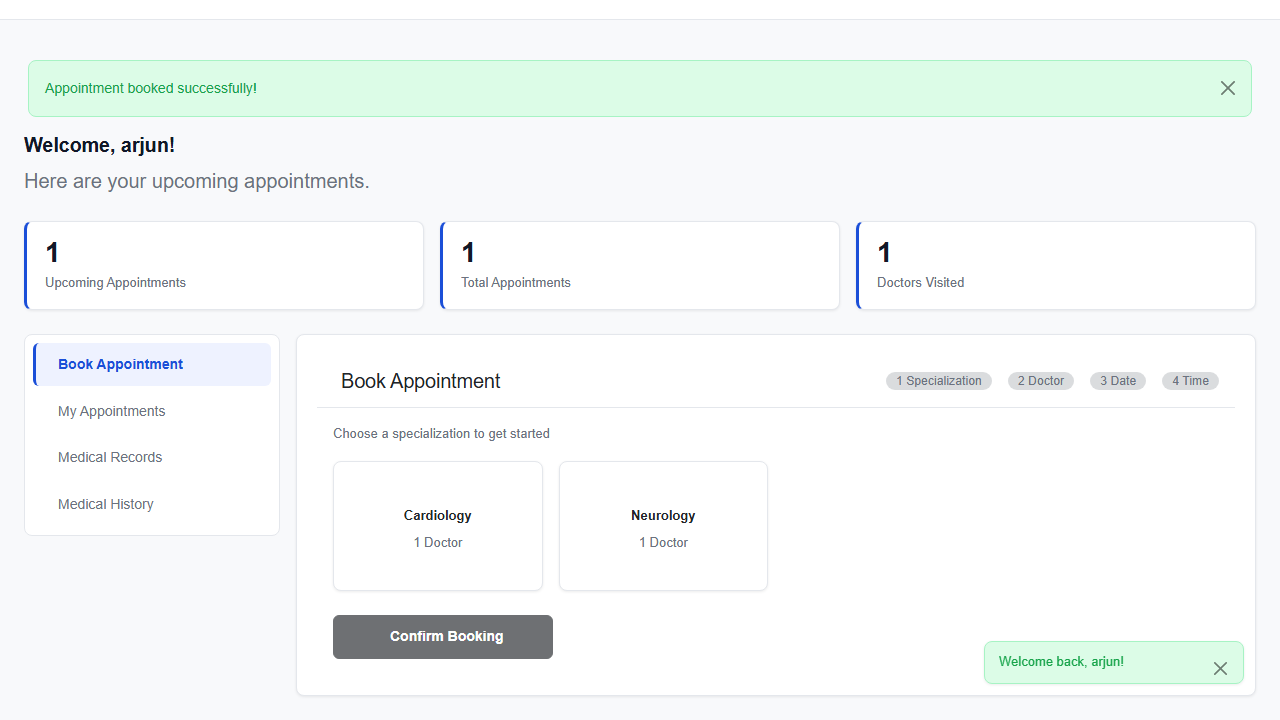 Appointment booked successfully!
Welcome, arjun!
Here are your upcoming appointments.
1
Upcoming Appointments
1
Total Appointments
1
Doctors Visited
Book Appointment
My Appointments
Medical Records
Medical History
Book Appointment
1 Specialization
2 Doctor
3 Date
4 Time
Choose a specialization to get started
Cardiology
1 Doctor
Neurology
1 Doctor
Confirm Booking
Welcome back, arjun!